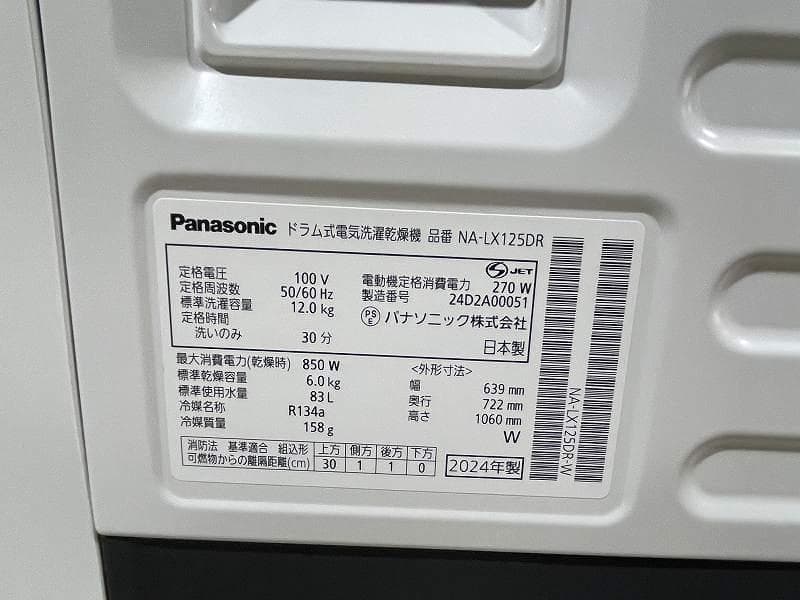 Panasonic ドラム式電気洗濯乾燥機 品番 NA-LX125DR
定格電圧 100 V
定格周波数 50/60 Hz
標準洗濯容量 12.0 kg
定格時間
洗いのみ 30 分
JET
電動機定格消費電力 270 W
製造番号 24D2A00051
PSE パナソニック株式会社
日本製
最大消費電力(乾燥時) 850 W
標準乾燥容量 6.0 kg
標準使用水量 83 L
冷媒名称 R134a
冷媒質量 158 g
<外形寸法>
幅 639 mm
奥行 722 mm
高さ 1060 mm
W
消防法 基準適合 組込形 上方 側方 後方 下方
可燃物からの離隔距離(cm) 30 1 1 0
2024年製
NA-LX125DR-W